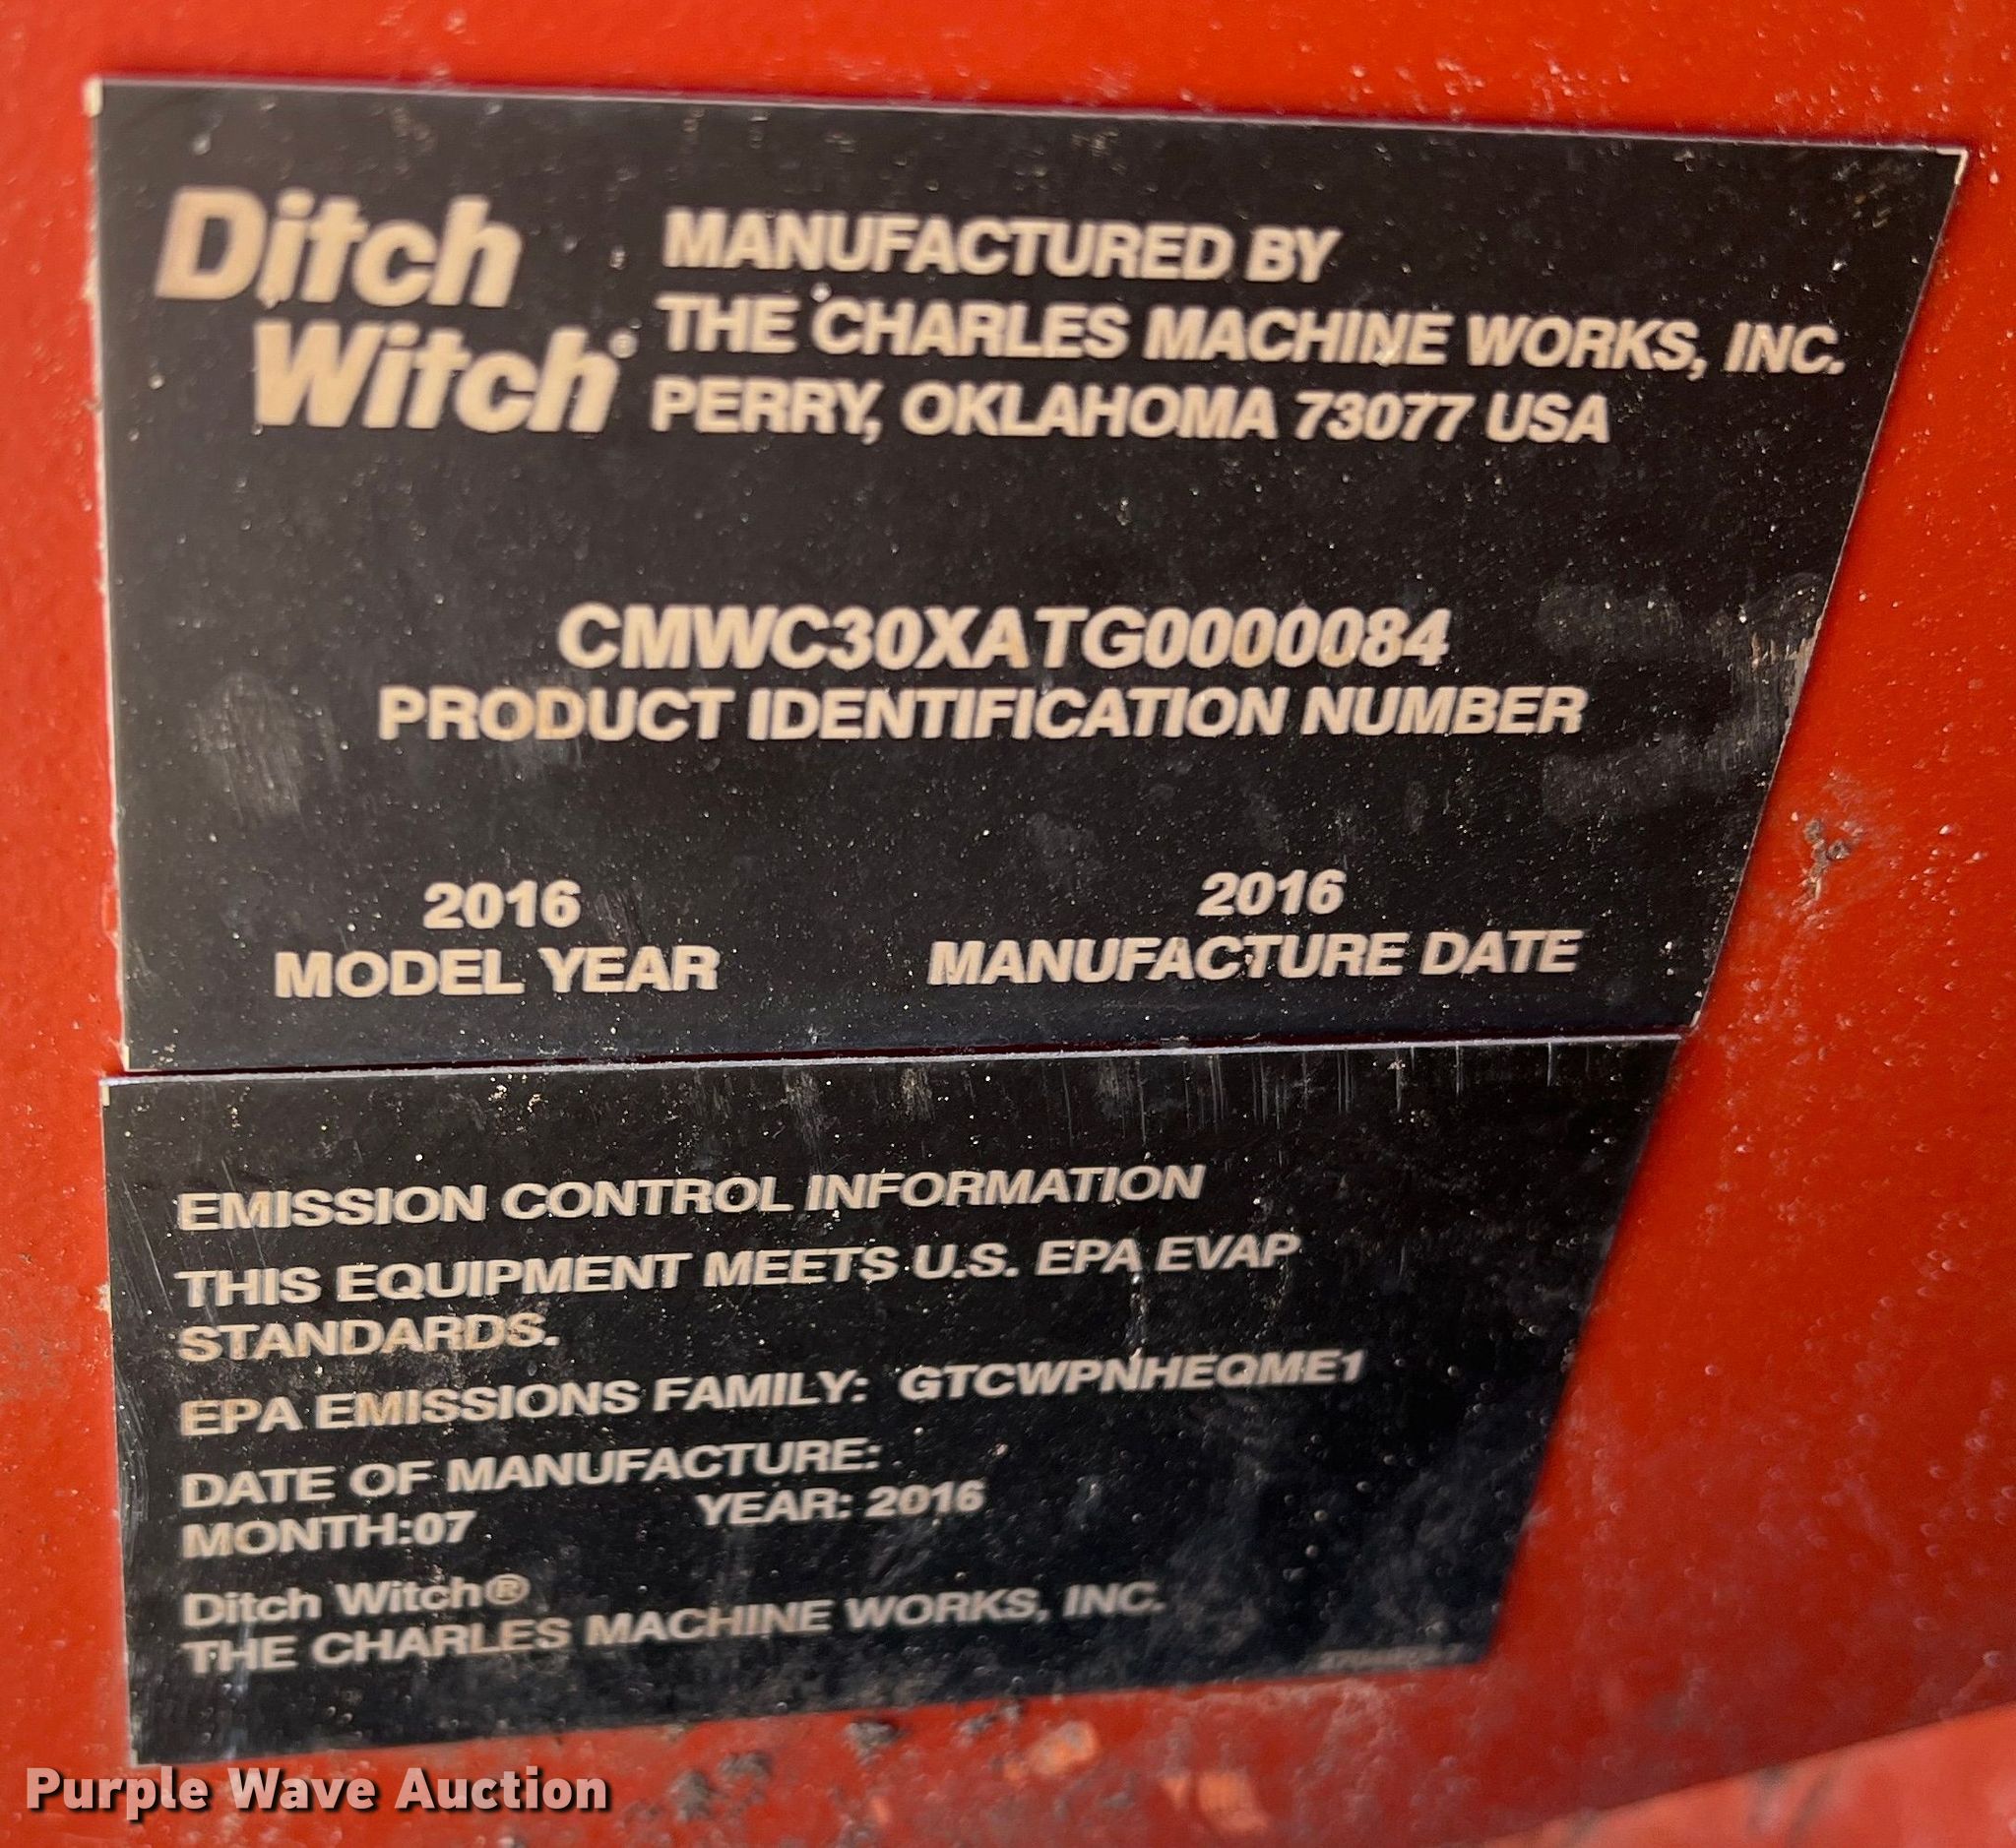 Ditch
Witch®
MANUFACTURED BY
THE CHARLES MACHINE WORKS, INC.
PERRY, OKLAHOMA 73077 USA
CMWC30XATG0000084
PRODUCT IDENTIFICATION NUMBER
2016
MODEL YEAR
2016
MANUFACTURE DATE
EMISSION CONTROL INFORMATION
THIS EQUIPMENT MEETS U.S. EPA EVAP
STANDARDS.
EPA EMISSIONS FAMILY: GTCWPNHEQME1
DATE OF MANUFACTURE:
MONTH:07 YEAR: 2016
Ditch Witch®
THE CHARLES MACHINE WORKS, INC.
Purple Wave Auction